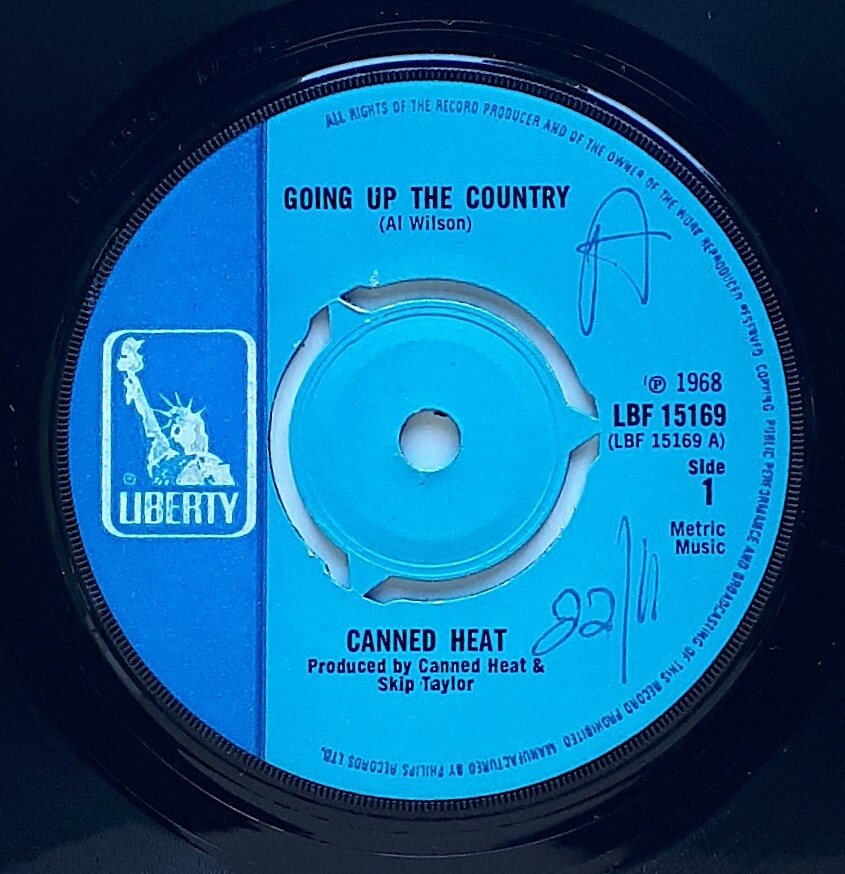 ALL RIGHTS OF THE RECORD PRODUCER AND OF THE OWNER OF THE WORK REPRODUCED RESERVED COPYING PUBLIC PERFORMANCE AND BROADCASTING OF THIS RECORD PROHIBITED MANUFACTURED BY PHILIPS RECORDS LTD.
GOING UP THE COUNTRY
(Al Wilson)
A
℗ 1968
LBF 15169
(LBF 15169 A)
Side
1
Metric
Music
®
LIBERTY
22/11
CANNED HEAT
Produced by Canned Heat &
Skip Taylor